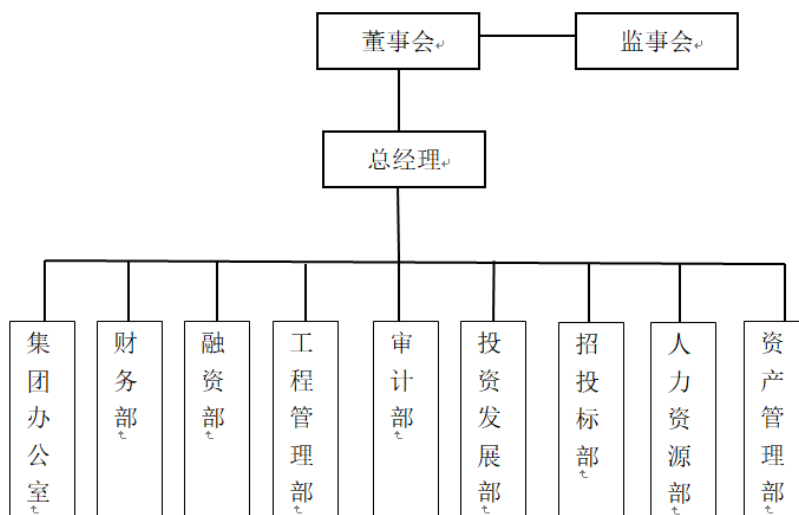 董事会
监事会
总经理
集团办公室
财务部
融资部
工程管理部
审计部
投资发展部
招投标部
人力资源部
资产管理部